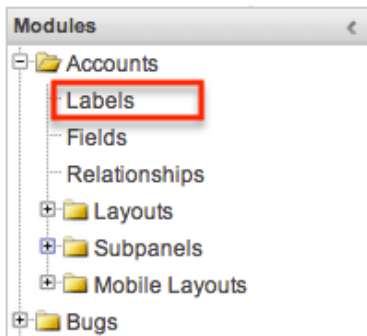 Modules
Accounts
Labels
Fields
Relationships
Layouts
Subpanels
Mobile Layouts
Bugs